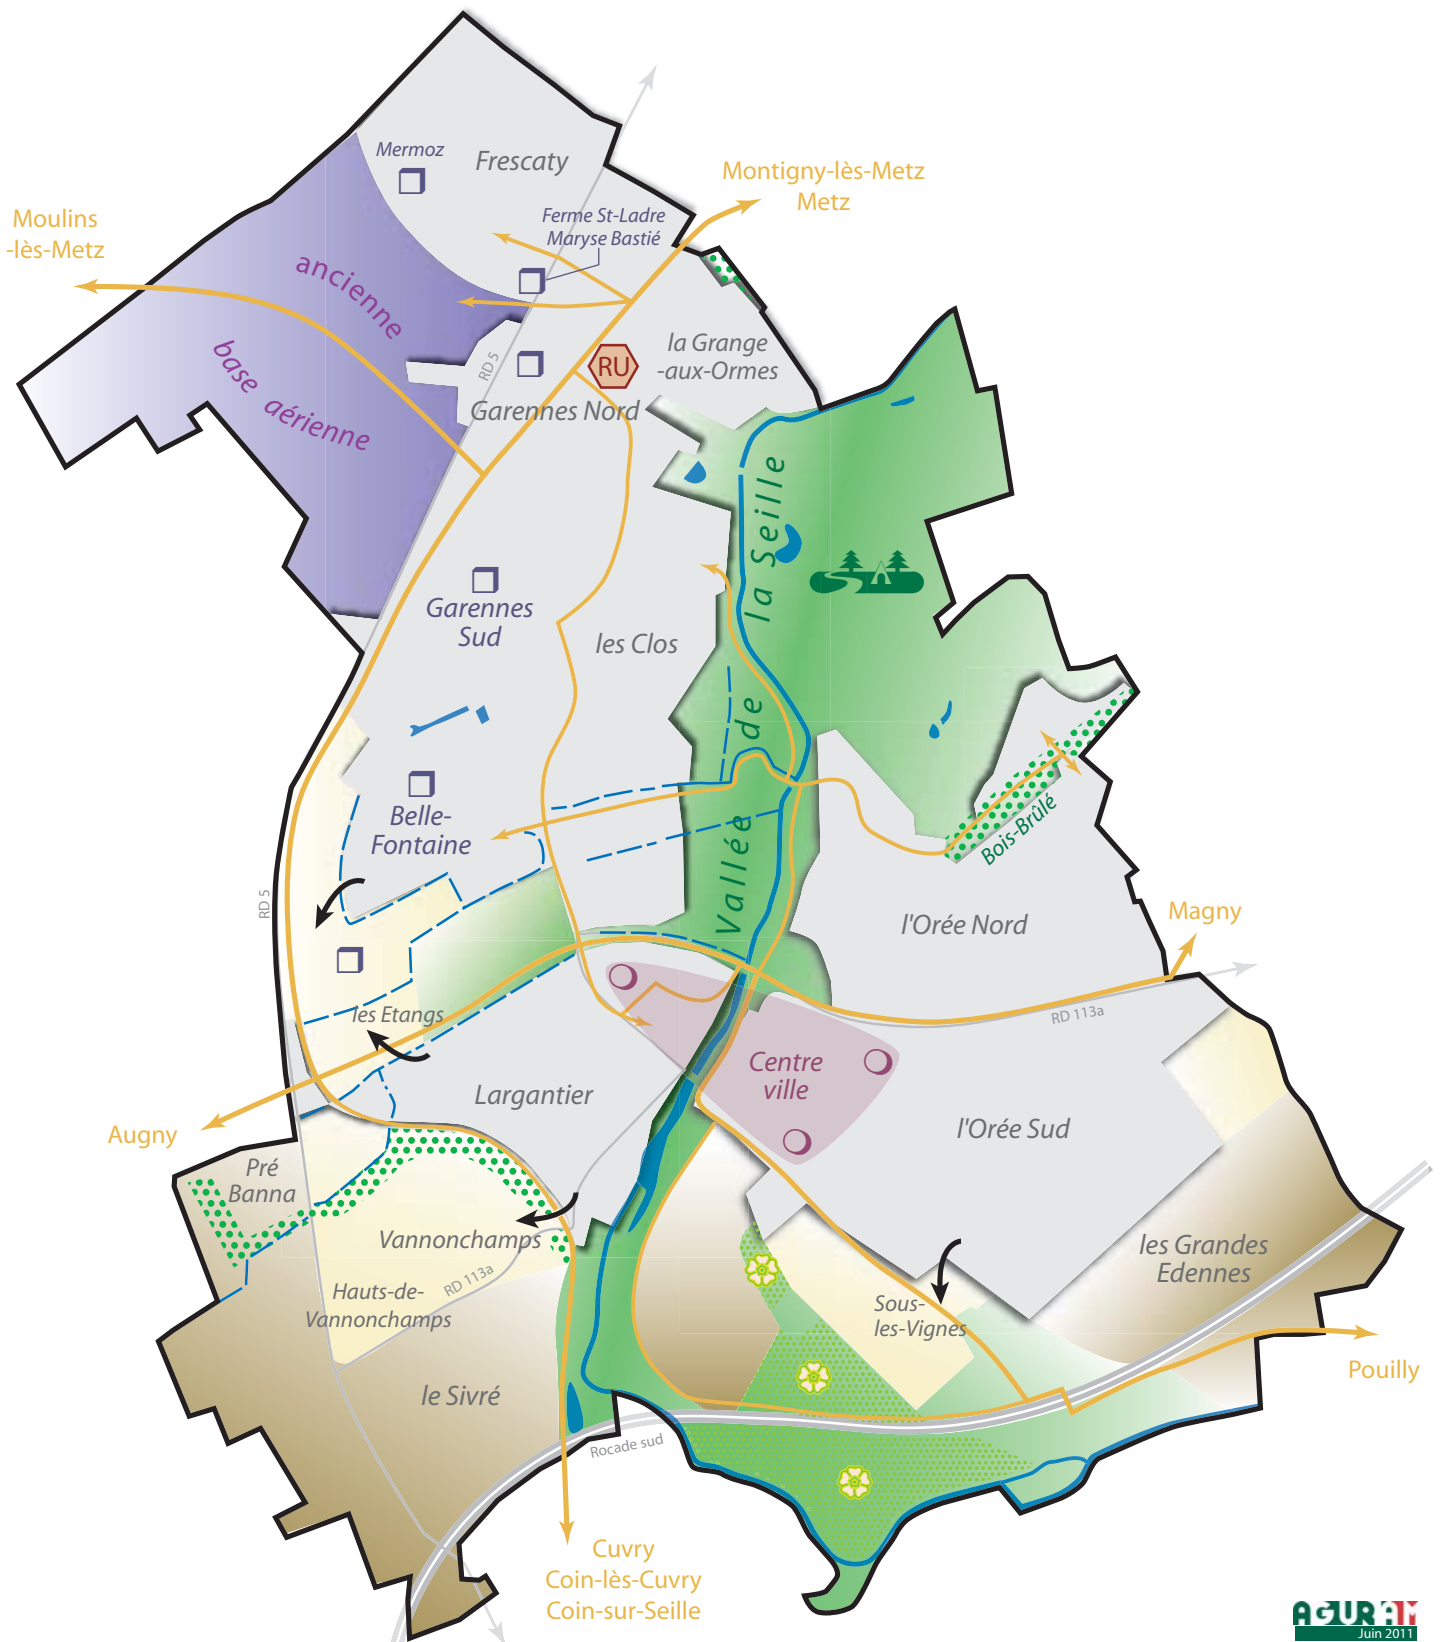 Mermoz
Frescaty
Montigny-lès-Metz
Metz
Moulins
-lès-Metz
Ferme St-Ladre
Maryse Bastié
ancienne
base aérienne
RD 5
RU
la Grange
-aux-Ormes
Garennes Nord
Vallée de la Seille
Garennes
Sud
les Clos
Belle-
Fontaine
Bois-Brûlé
RD 5
l'Orée Nord
Magny
les Etangs
RD 113a
Centre
ville
Largantier
l'Orée Sud
Augny
Pré
Banna
Vannonchamps
RD 113a
Hauts-de-
Vannonchamps
les Grandes
Edennes
Sous-
les-Vignes
Pouilly
le Sivré
Rocade sud
Cuvry
Coin-lès-Cuvry
Coin-sur-Seille
AGURAM
Juin 2011